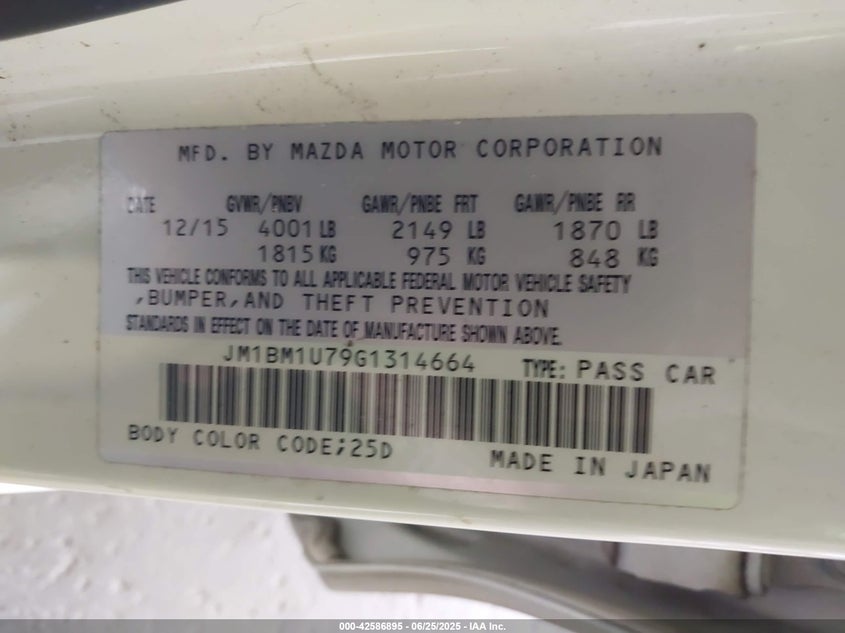 MFD. BY MAZDA MOTOR CORPORATION
DATE GVWR/PNBV GAWR/PNBE FRT GAWR/PNBE RR
12/15 4001 LB 2149 LB 1870 LB
1815 KG 975 KG 848 KG
THIS VEHICLE CONFORMS TO ALL APPLICABLE FEDERAL MOTOR VEHICLE SAFETY
,BUMPER,AND THEFT PREVENTION
STANDARDS IN EFFECT ON THE DATE OF MANUFACTURE SHOWN ABOVE.
JM1BM1U79G1314664 TYPE: PASS CAR
BODY COLOR CODE;25D MADE IN JAPAN
000-42586895 - 06/25/2025 - IAA Inc.